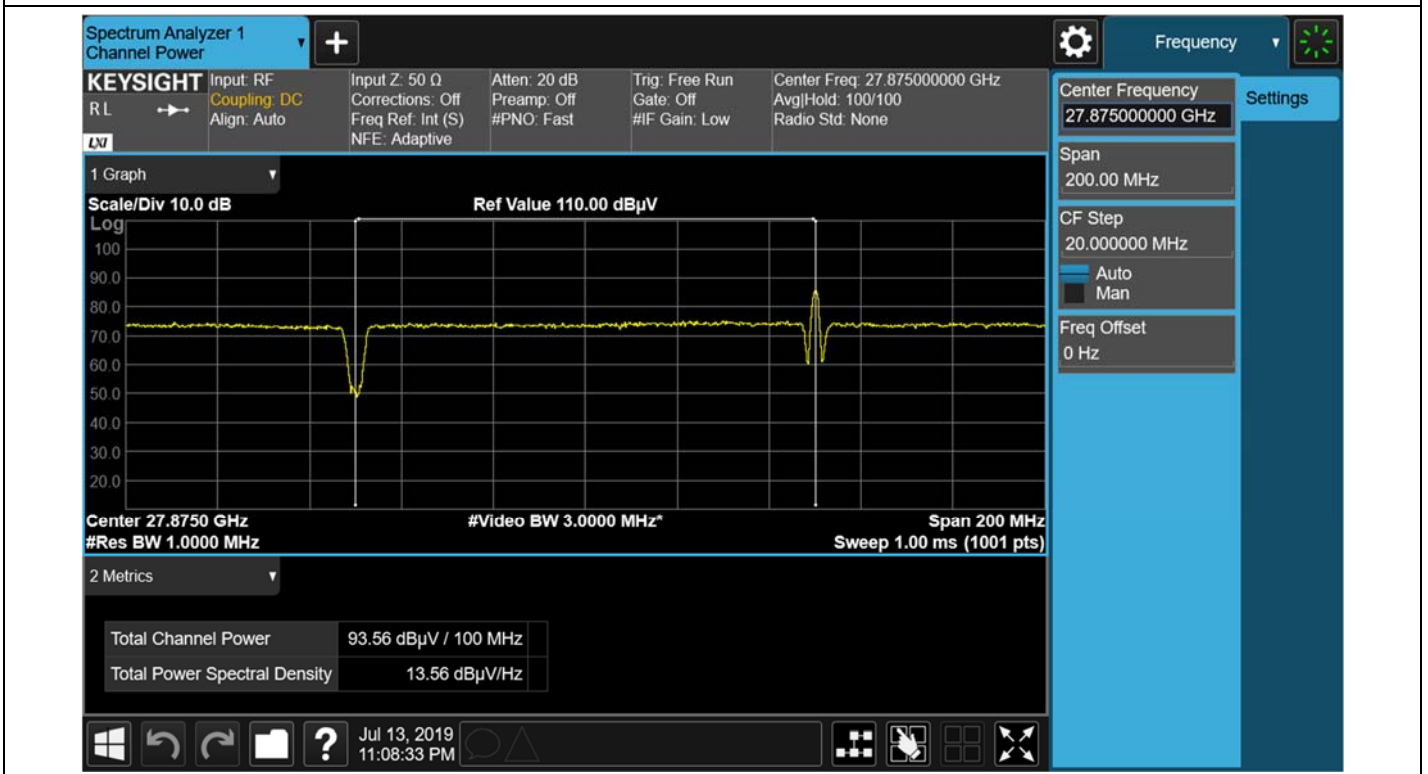 Spectrum Analyzer 1
Channel Power
Frequency
KEYSIGHT
R L
LXI
Input: RF
Coupling: DC
Align: Auto
Input Z: 50 Ω
Corrections: Off
Freq Ref: Int (S)
NFE: Adaptive
Atten: 20 dB
Preamp: Off
#PNO: Fast
Trig: Free Run
Gate: Off
#IF Gain: Low
Center Freq: 27.875000000 GHz
Avg|Hold: 100/100
Radio Std: None
1 Graph
Scale/Div 10.0 dB
Ref Value 110.00 dBµV
Log
100
90.0
80.0
70.0
60.0
50.0
40.0
30.0
20.0
Center 27.8750 GHz
#Video BW 3.0000 MHz*
Span 200 MHz
#Res BW 1.0000 MHz
Sweep 1.00 ms (1001 pts)
2 Metrics
Total Channel Power 93.56 dBµV / 100 MHz
Total Power Spectral Density 13.56 dBµV/Hz
?
Jul 13, 2019
11:08:33 PM
Center Frequency
27.875000000 GHz
Settings
Span
200.00 MHz
CF Step
20.000000 MHz
Auto
Man
Freq Offset
0 Hz